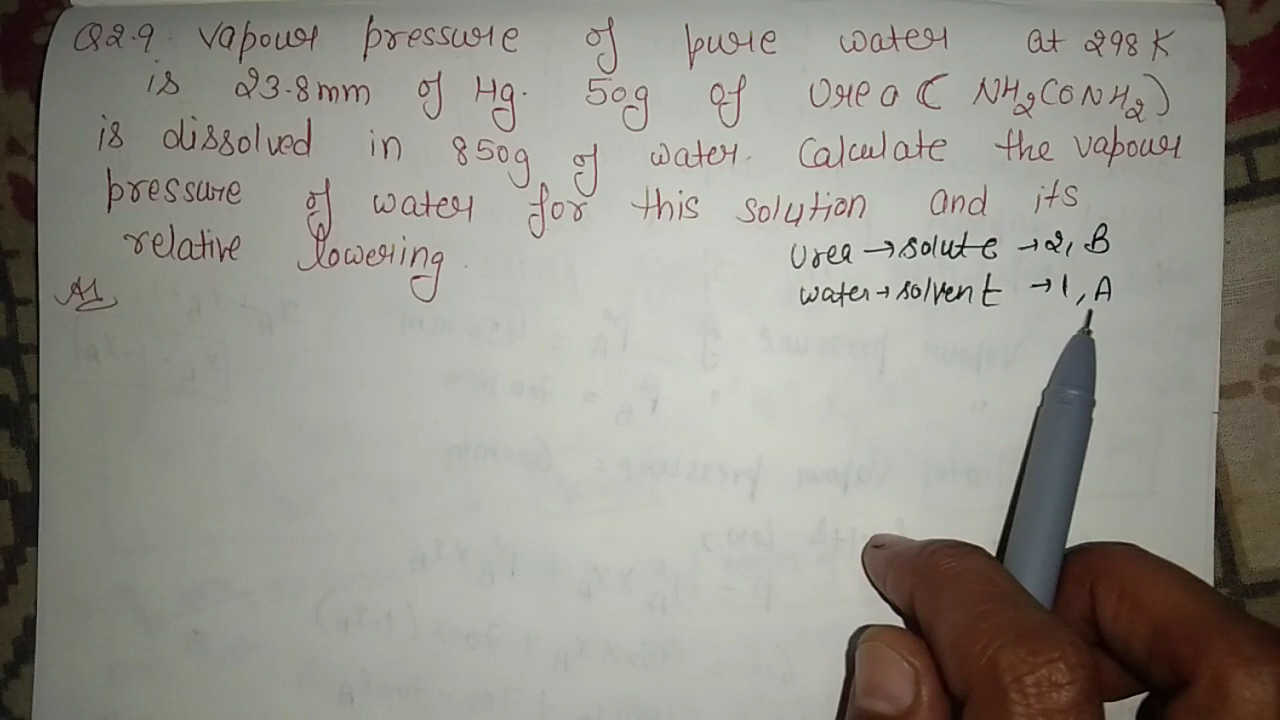 Q2.9. Vapour pressure of pure water at 298 K
is 23.8mm of Hg. 50g of Urea ( NH2CONH2)
is dissolved in 850g of water. Calculate the vapour
pressure of water for this solution and its
relative lowering.
Urea → solute → 2, B
water → solvent → 1, A
A1